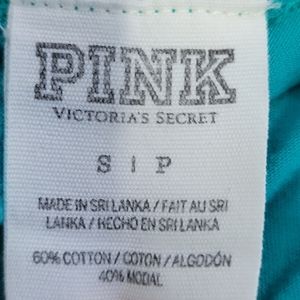 PINK
VICTORIA'S SECRET
S | P
MADE IN SRI LANKA / FAIT AU SRI
LANKA / HECHO EN SRI LANKA
60% COTTON / COTON / ALGODÓN
40% MODAL